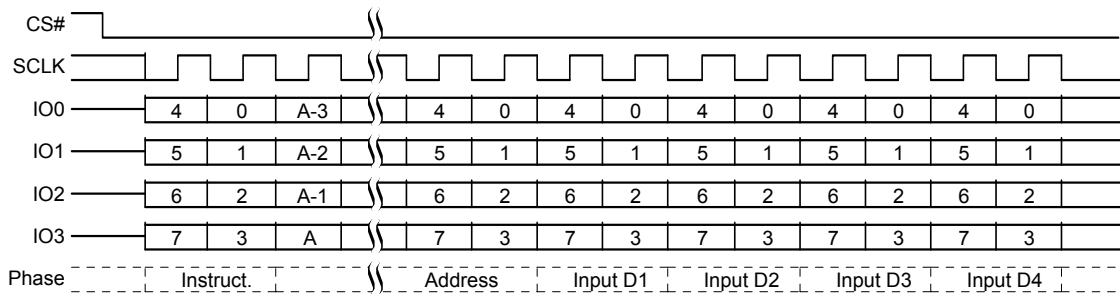 CS#
SCLK
IO0 4 0 A-3 4 0 4 0 4 0 4 0 4 0
IO1 5 1 A-2 5 1 5 1 5 1 5 1 5 1
IO2 6 2 A-1 6 2 6 2 6 2 6 2 6 2
IO3 7 3 A 7 3 7 3 7 3 7 3 7 3
Phase Instruct. Address Input D1 Input D2 Input D3 Input D4